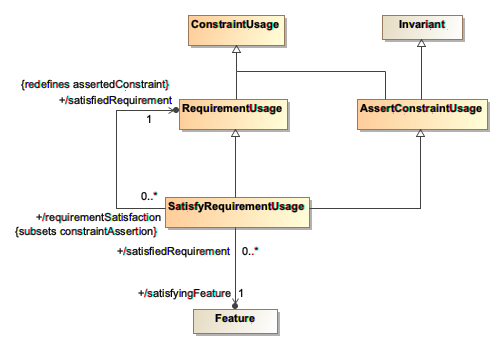 ConstraintUsage
Invariant
{redefines assertedConstraint}
+/satisfiedRequirement
1
RequirementUsage
AssertConstraintUsage
0..*
SatisfyRequirementUsage
+/requirementSatisfaction
{subsets constraintAssertion}
+/satisfiedRequirement
0..*
+/satisfyingFeature
1
Feature